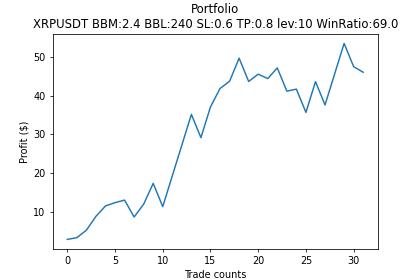 Portfolio
XRPUSDT BBM:2.4 BBL:240 SL:0.6 TP:0.8 lev:10 WinRatio:69.0
50
40
30
20
10
Profit ($)
0 5 10 15 20 25 30
Trade counts